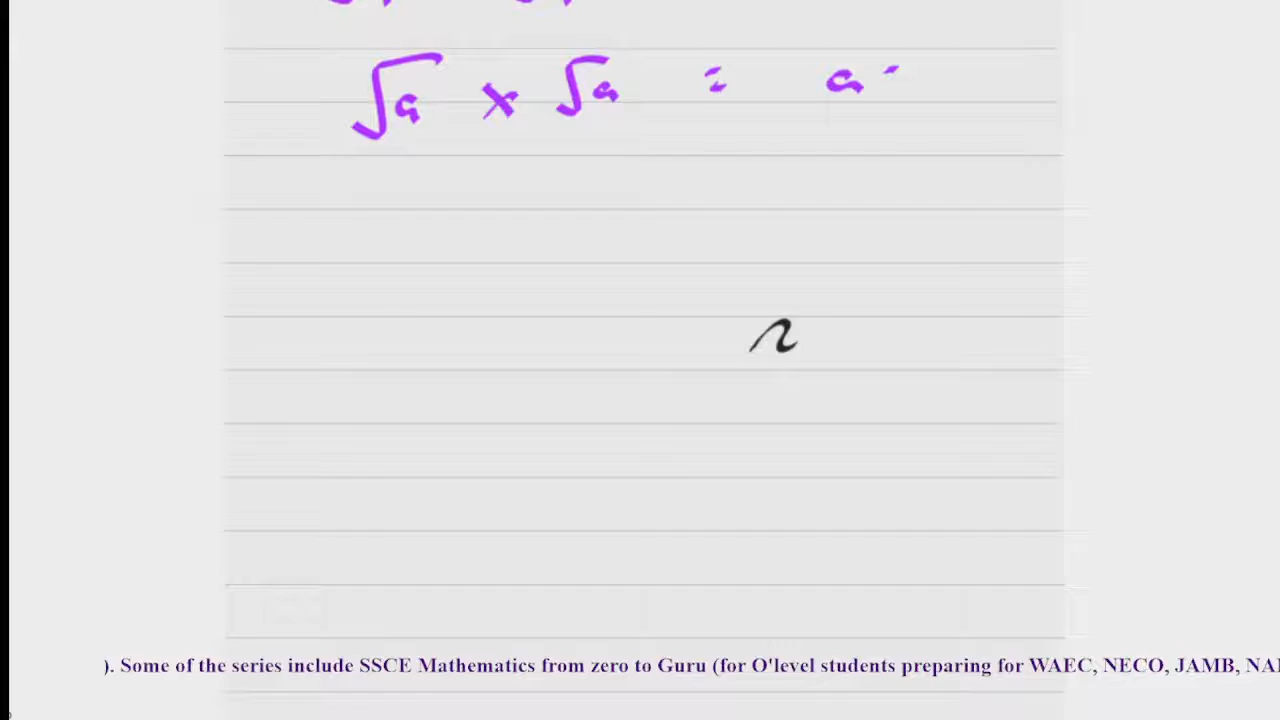 √a × √a = a
). Some of the series include SSCE Mathematics from zero to Guru (for O'level students preparing for WAEC, NECO, JAMB,